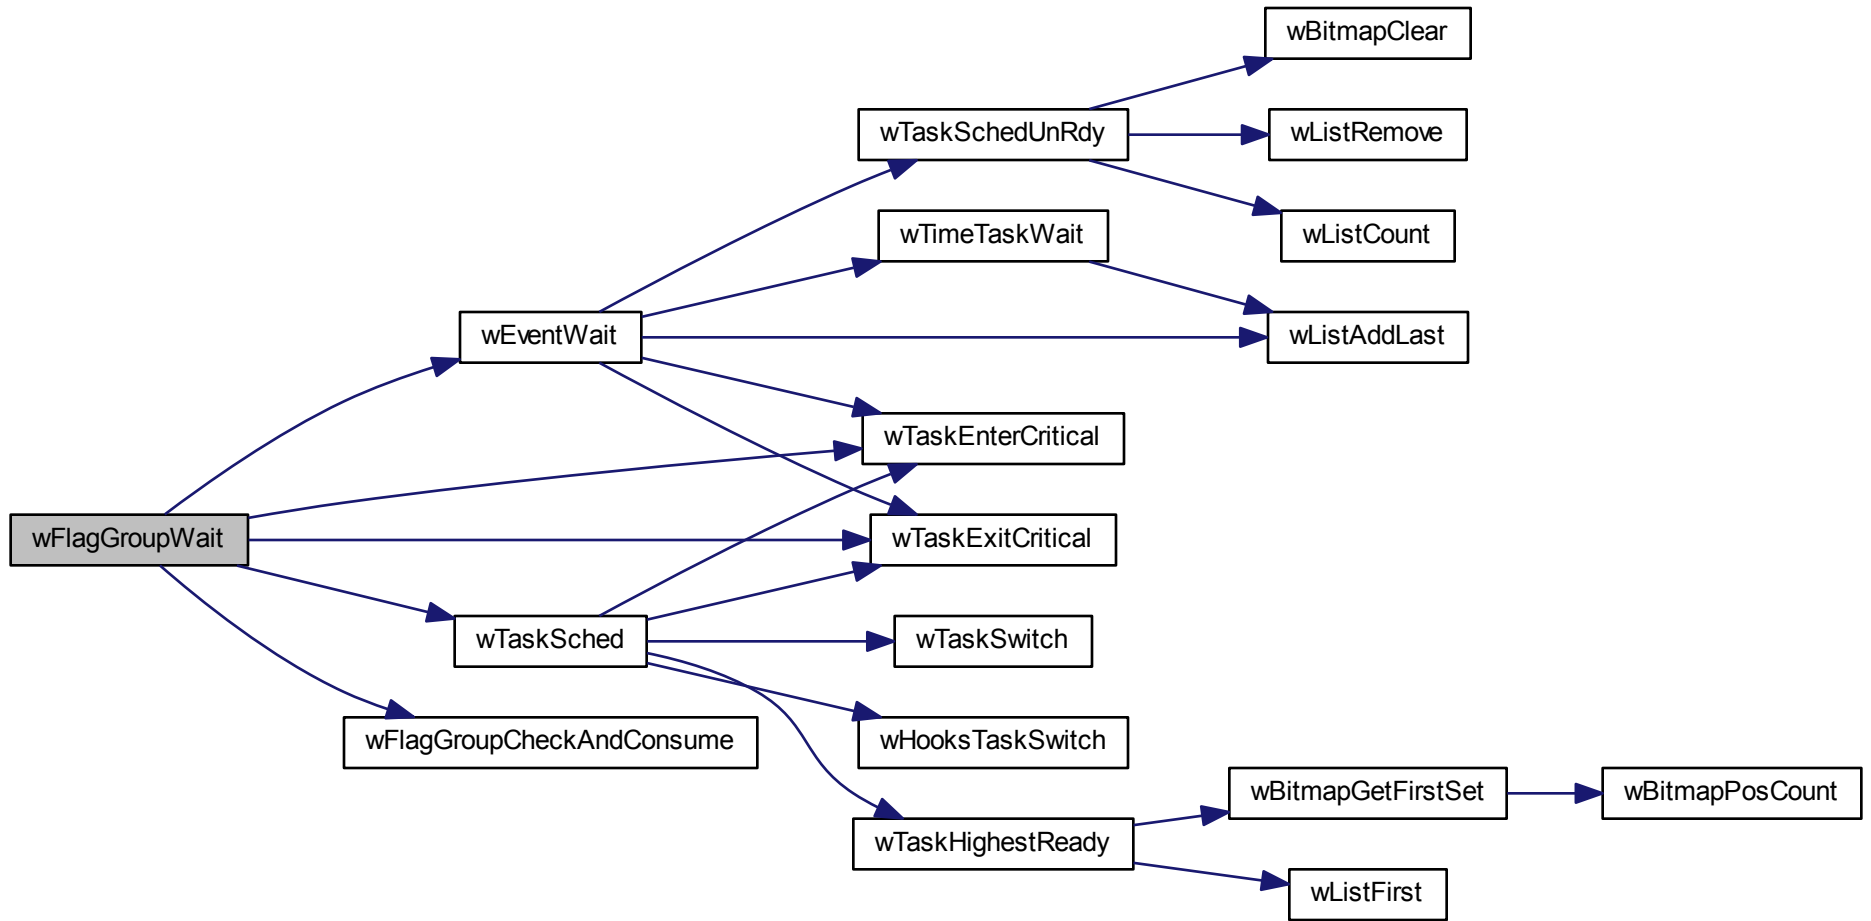 wBitmapClear
wTaskSchedUnRdy
wListRemove
wTimeTaskWait
wListCount
wEventWait
wListAddLast
wTaskEnterCritical
wFlagGroupWait
wTaskExitCritical
wTaskSched
wTaskSwitch
wFlagGroupCheckAndConsume
wHooksTaskSwitch
wBitmapGetFirstSet
wBitmapPosCount
wTaskHighestReady
wListFirst